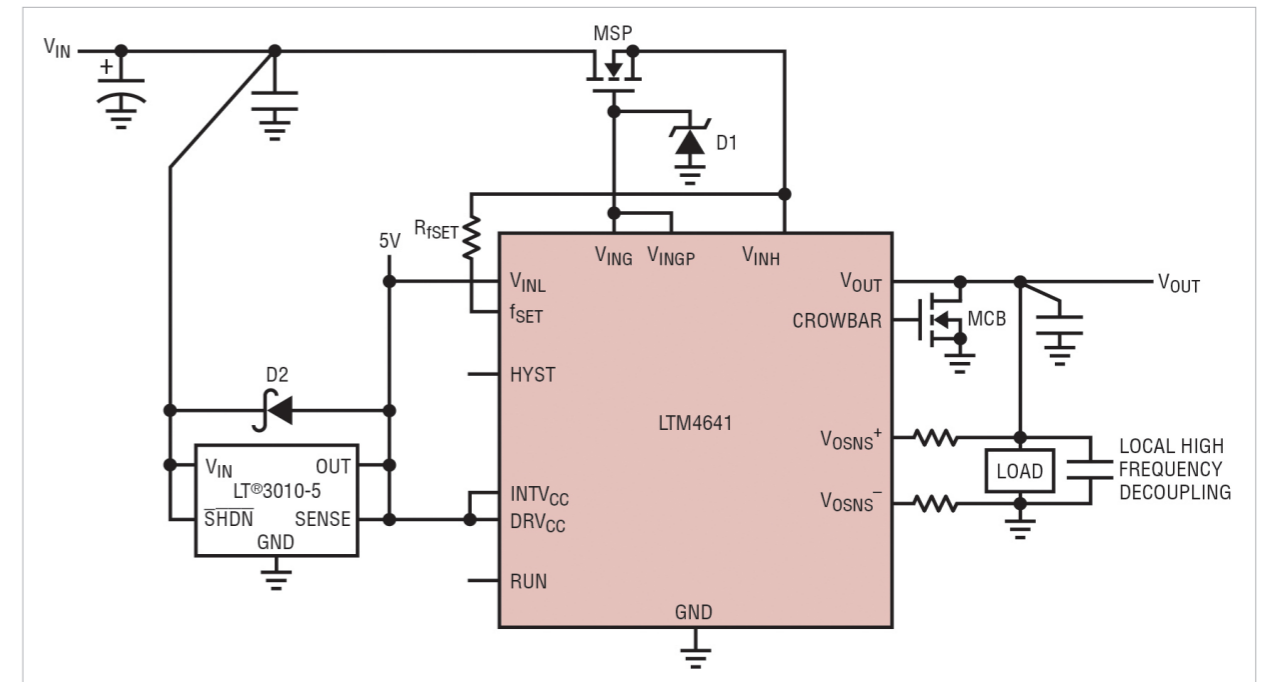 VIN
+
MSP
D1
RfSET
5V
VING
VINGP
VINH
VINL
fSET
VOUT
VOUT
CROWBAR
MCB
HYST
D2
LTM4641
VOSNS+
VOSNS−
LOAD
LOCAL HIGH
FREQUENCY
DECOUPLING
VIN
OUT
LT®3010-5
SHDN
SENSE
GND
INTVCC
DRVCC
RUN
GND